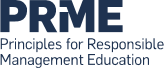 PRME
Principles for Responsible
Management Education